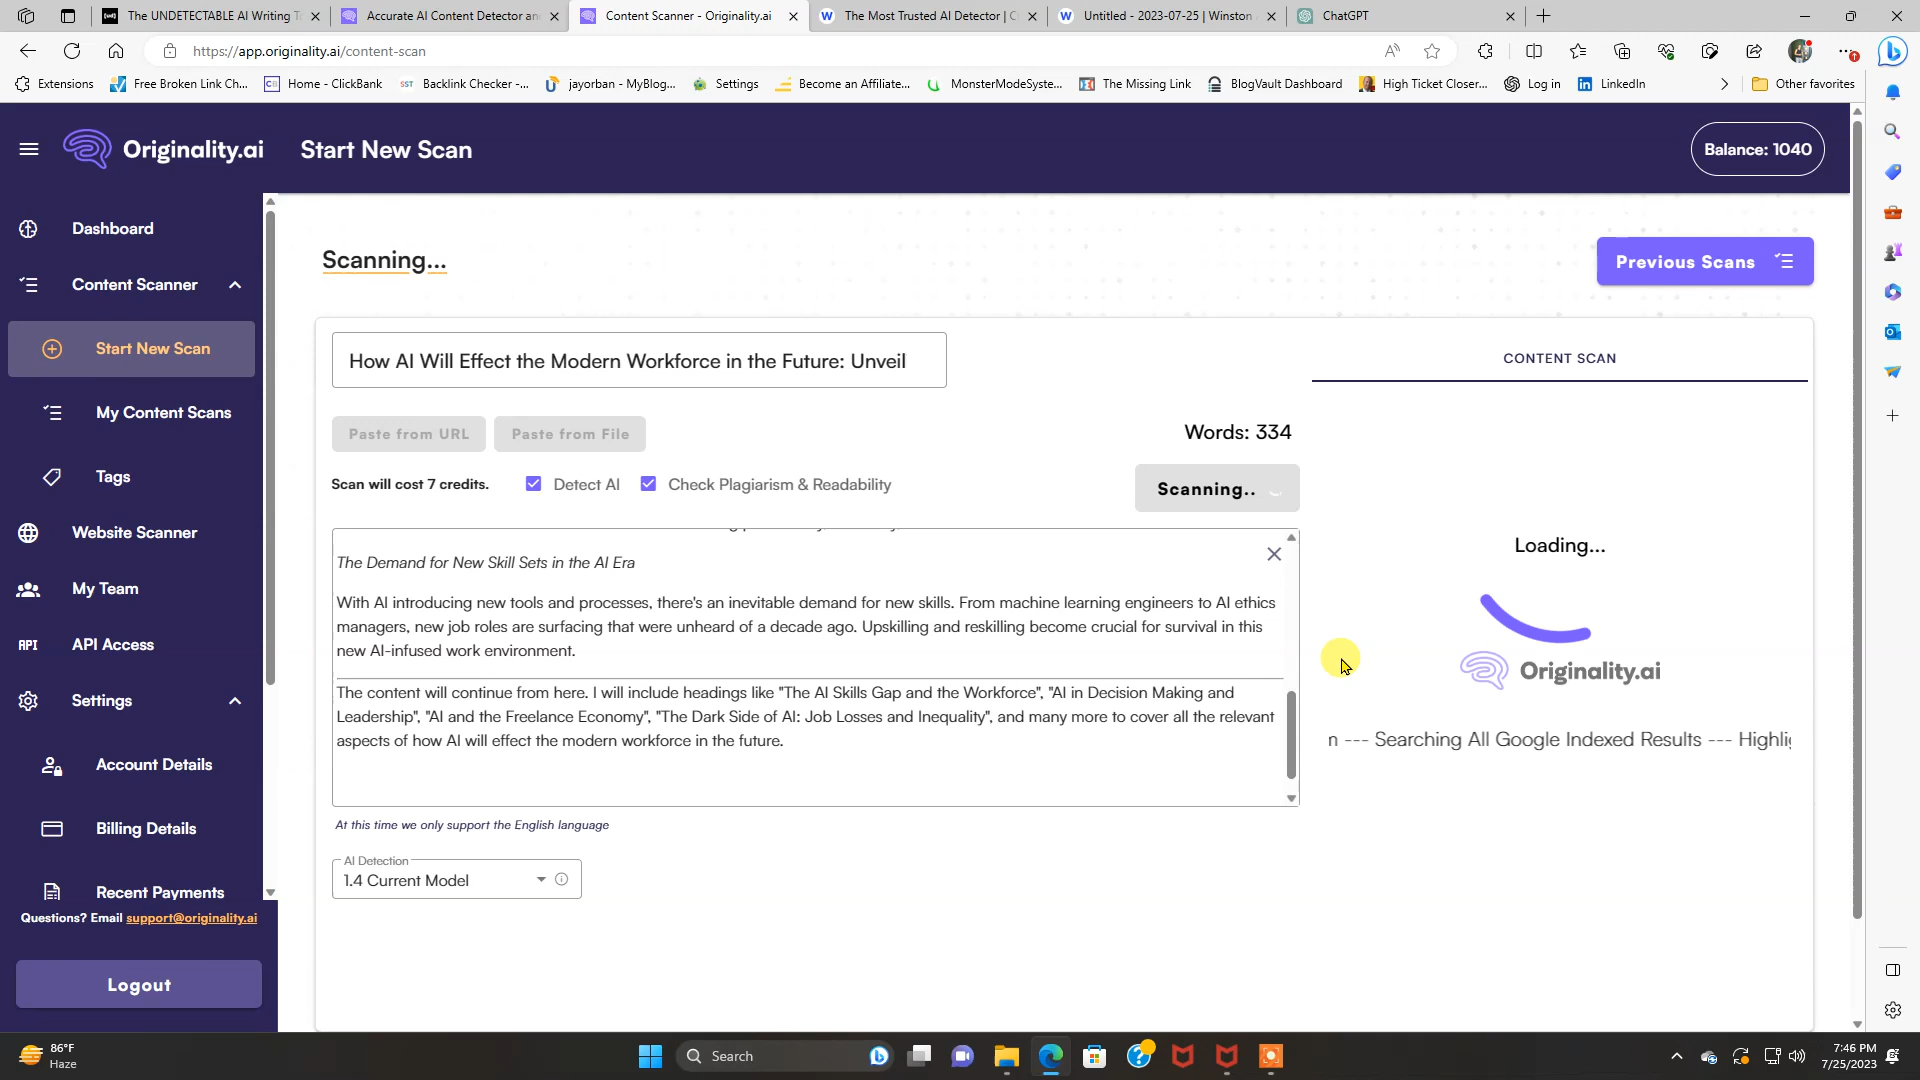 The UNDETECTABLE AI Writing T
Accurate AI Content Detector an
Content Scanner - Originality.ai
The Most Trusted AI Detector | C
Untitled - 2023-07-25 | Winston
ChatGPT
https://app.originality.ai/content-scan
Extensions
Free Broken Link Ch...
Home - ClickBank
Backlink Checker -...
jayorban - MyBlog...
Settings
Become an Affiliate...
MonsterModeSyste...
The Missing Link
BlogVault Dashboard
High Ticket Closer...
Log in
LinkedIn
Other favorites
Originality.ai
Start New Scan
Balance: 1040
Dashboard
Content Scanner
Start New Scan
My Content Scans
Tags
Website Scanner
My Team
API
API Access
Settings
Account Details
Billing Details
Recent Payments
Questions? Email support@originality.ai
Logout
Scanning...
Previous Scans
How AI Will Effect the Modern Workforce in the Future: Unveil
CONTENT SCAN
Paste from URL
Paste from File
Words: 334
Scan will cost 7 credits.
Detect AI
Check Plagiarism & Readability
Scanning..
The Demand for New Skill Sets in the AI Era
With AI introducing new tools and processes, there's an inevitable demand for new skills. From machine learning engineers to AI ethics
managers, new job roles are surfacing that were unheard of a decade ago. Upskilling and reskilling become crucial for survival in this
new AI-infused work environment.
The content will continue from here. I will include headings like "The AI Skills Gap and the Workforce", "AI in Decision Making and
Leadership", "AI and the Freelance Economy", "The Dark Side of AI: Job Losses and Inequality", and many more to cover all the relevant
aspects of how AI will effect the modern workforce in the future.
At this time we only support the English language
AI Detection
1.4 Current Model
Loading...
Originality.ai
n --- Searching All Google Indexed Results --- Highli
86°F
Haze
Search
7:46 PM
7/25/2023